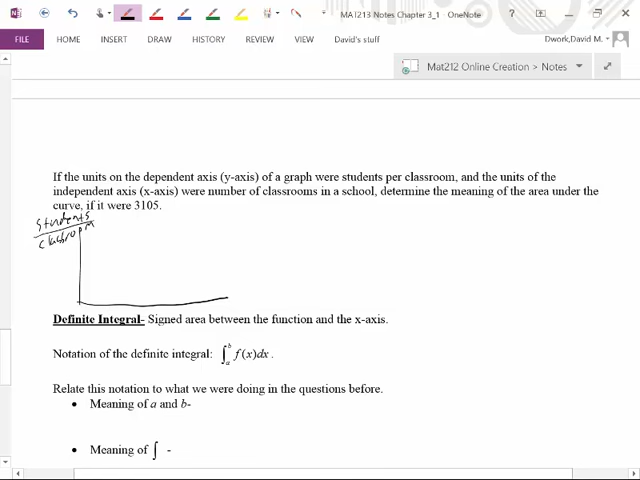 MAT213 Notes Chapter 3_1 - OneNote
FILE HOME INSERT DRAW HISTORY REVIEW VIEW David's stuff Dwork,David M.
Mat212 Online Creation > Notes
If the units on the dependent axis (y-axis) of a graph were students per classroom, and the units of the
independent axis (x-axis) were number of classrooms in a school, determine the meaning of the area under the
curve, if it were 3105.
students
classroom
Definite Integral- Signed area between the function and the x-axis.
Notation of the definite integral: ∫_a^b f(x)dx.
Relate this notation to what we were doing in the questions before.
• Meaning of a and b-
• Meaning of ∫ -